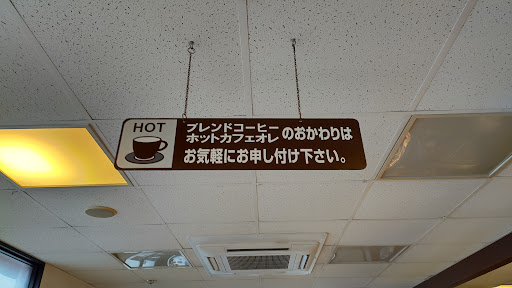 HOT
ブレンドコーヒー
ホットカフェオレ のおかわりは
お気軽にお申し付け下さい。